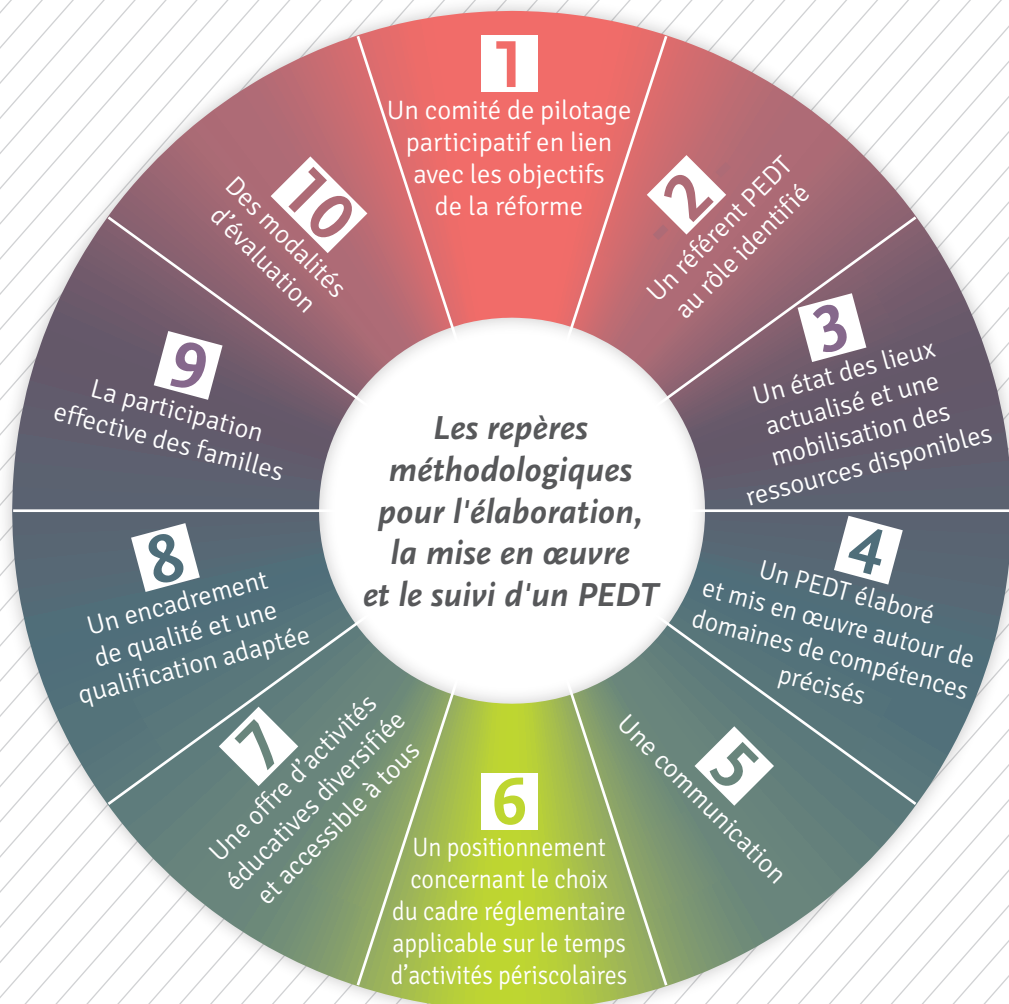 1
Un comité de pilotage
participatif en lien
avec les objectifs
de la réforme
2
Un référent PEDT
au rôle identifié
3
Un état des lieux
actualisé et une
mobilisation des
ressources disponibles
4
Un PEDT élaboré
et mis en œuvre autour de
domaines de compétences
précisés
5
Une communication
6
Un positionnement
concernant le choix
du cadre réglementaire
applicable sur le temps
d'activités périscolaires
7
Une offre d'activités
éducatives diversifiée
et accessible à tous
8
Un encadrement
de qualité et une
qualification adaptée
9
La participation
effective des familles
10
Des modalités
d'évaluation
Les repères
méthodologiques
pour l'élaboration,
la mise en œuvre
et le suivi d'un PEDT